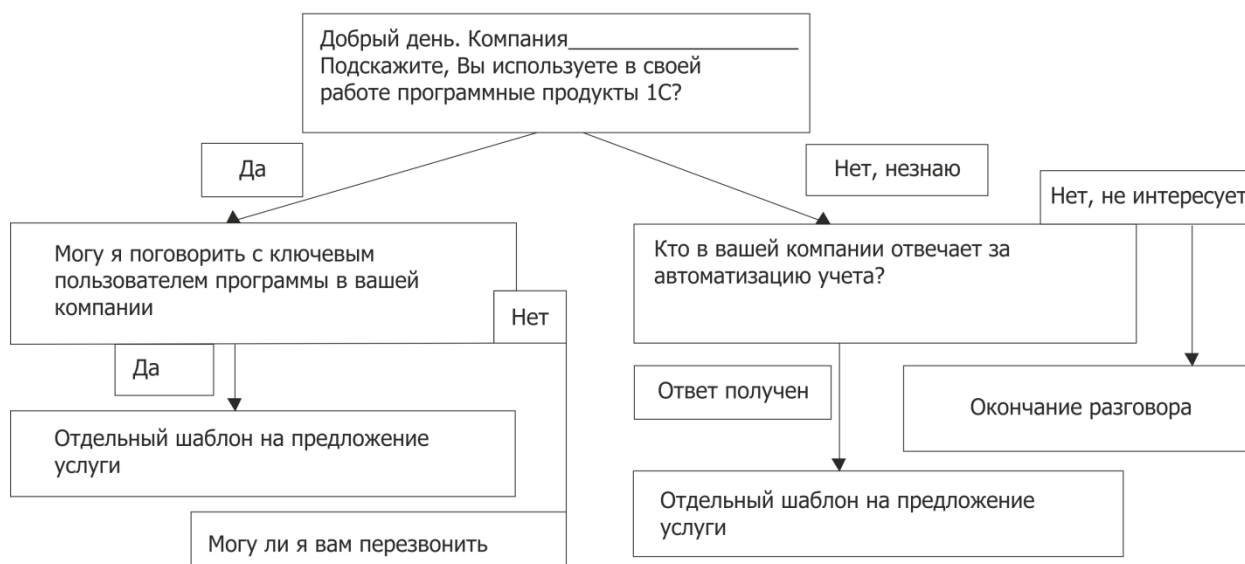 Добрый день. Компания_______________________
Подскажите, Вы используете в своей
работе программные продукты 1С?
Да
Нет, незнаю
Нет, не интересует
Могу я поговорить с ключевым
пользователем программы в вашей
компании
Нет
Кто в вашей компании отвечает за
автоматизацию учета?
Да
Ответ получен
Окончание разговора
Отдельный шаблон на предложение
услуги
Отдельный шаблон на предложение
услуги
Могу ли я вам перезвонить